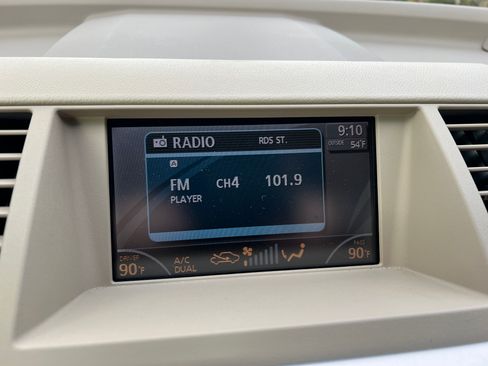 RADIO RDS ST. 9:10
OUTSIDE 54°F
A
FM CH4 101.9
PLAYER
DRIVER A/C PASS
90°F DUAL 90°F